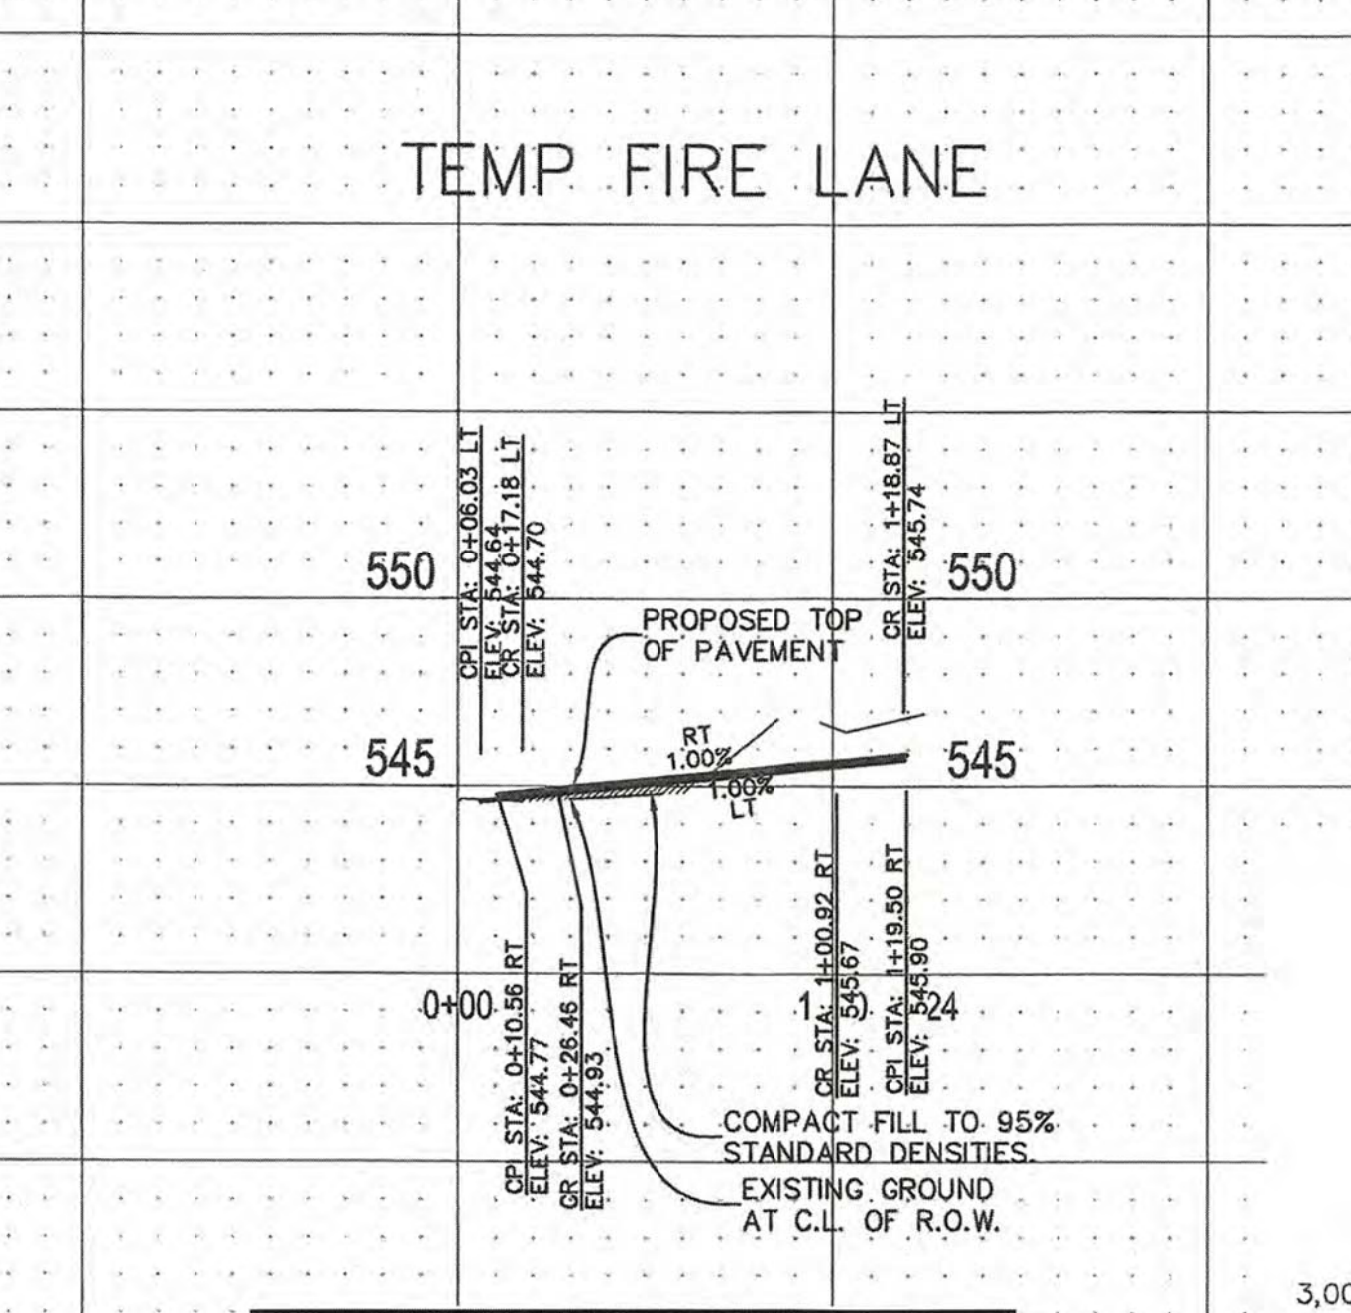 TEMP FIRE LANE
CPI STA: 0+06.03 LT
ELEV: 544.64
CR STA: 0+17.18 LT
ELEV: 544.70
CR STA: 1+18.87 LT
ELEV: 545.74
550
550
PROPOSED TOP
OF PAVEMENT
545
RT
1.00%
545
1.00%
LT
0+00
CPI STA: 0+10.56 RT
ELEV: 544.77
CR STA: 0+26.46 RT
ELEV: 544.93
CR STA: 1+00.92 RT
ELEV: 545.67
CPI STA: 1+19.50 RT
ELEV: 545.90
24
COMPACT FILL TO 95%
STANDARD DENSITIES.
EXISTING GROUND
AT C.L. OF R.O.W.
3,00